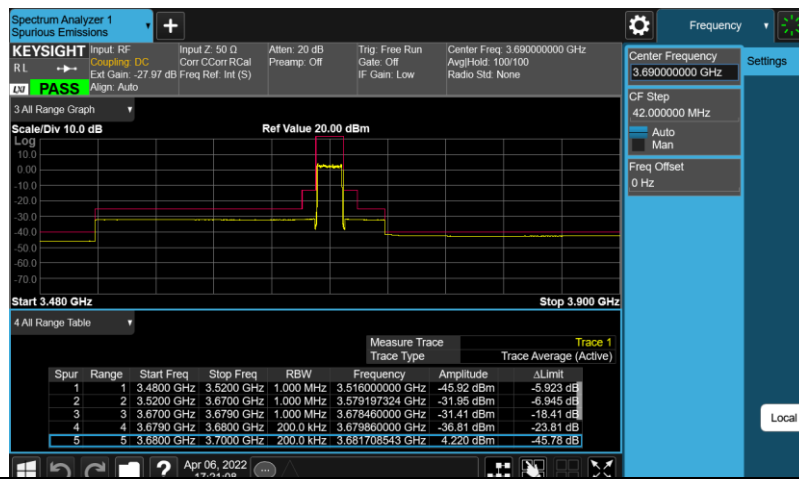 Spectrum Analyzer 1
Spurious Emissions
Frequency
KEYSIGHT Input: RF Input Z: 50 Ω Atten: 20 dB Trig: Free Run Center Freq: 3.690000000 GHz
RL Coupling: DC Corr CCorr RCal Preamp: Off Gate: Off Avg|Hold: 100/100
Ext Gain: -27.97 dB Freq Ref: Int (S) IF Gain: Low Radio Std: None
LXI PASS Align: Auto
3 All Range Graph
Scale/Div 10.0 dB Ref Value 20.00 dBm
Log
10.0
0.00
-10.0
-20.0
-30.0
-40.0
-50.0
-60.0
-70.0
Start 3.480 GHz Stop 3.900 GHz
4 All Range Table
Measure Trace Trace 1
Trace Type Trace Average (Active)
Spur Range Start Freq Stop Freq RBW Frequency Amplitude ΔLimit
1 1 3.4800 GHz 3.5200 GHz 1.000 MHz 3.516000000 GHz -45.92 dBm -5.923 dB
2 2 3.5200 GHz 3.6700 GHz 1.000 MHz 3.579197324 GHz -31.95 dBm -6.945 dB
3 3 3.6700 GHz 3.6790 GHz 1.000 MHz 3.678460000 GHz -31.41 dBm -18.41 dB
4 4 3.6790 GHz 3.6800 GHz 200.0 kHz 3.679860000 GHz -36.81 dBm -23.81 dB
5 5 3.6800 GHz 3.7000 GHz 200.0 kHz 3.681708543 GHz 4.220 dBm -45.78 dB
Apr 06, 2022
Center Frequency
3.690000000 GHz
Settings
CF Step
42.000000 MHz
Auto
Man
Freq Offset
0 Hz
Local